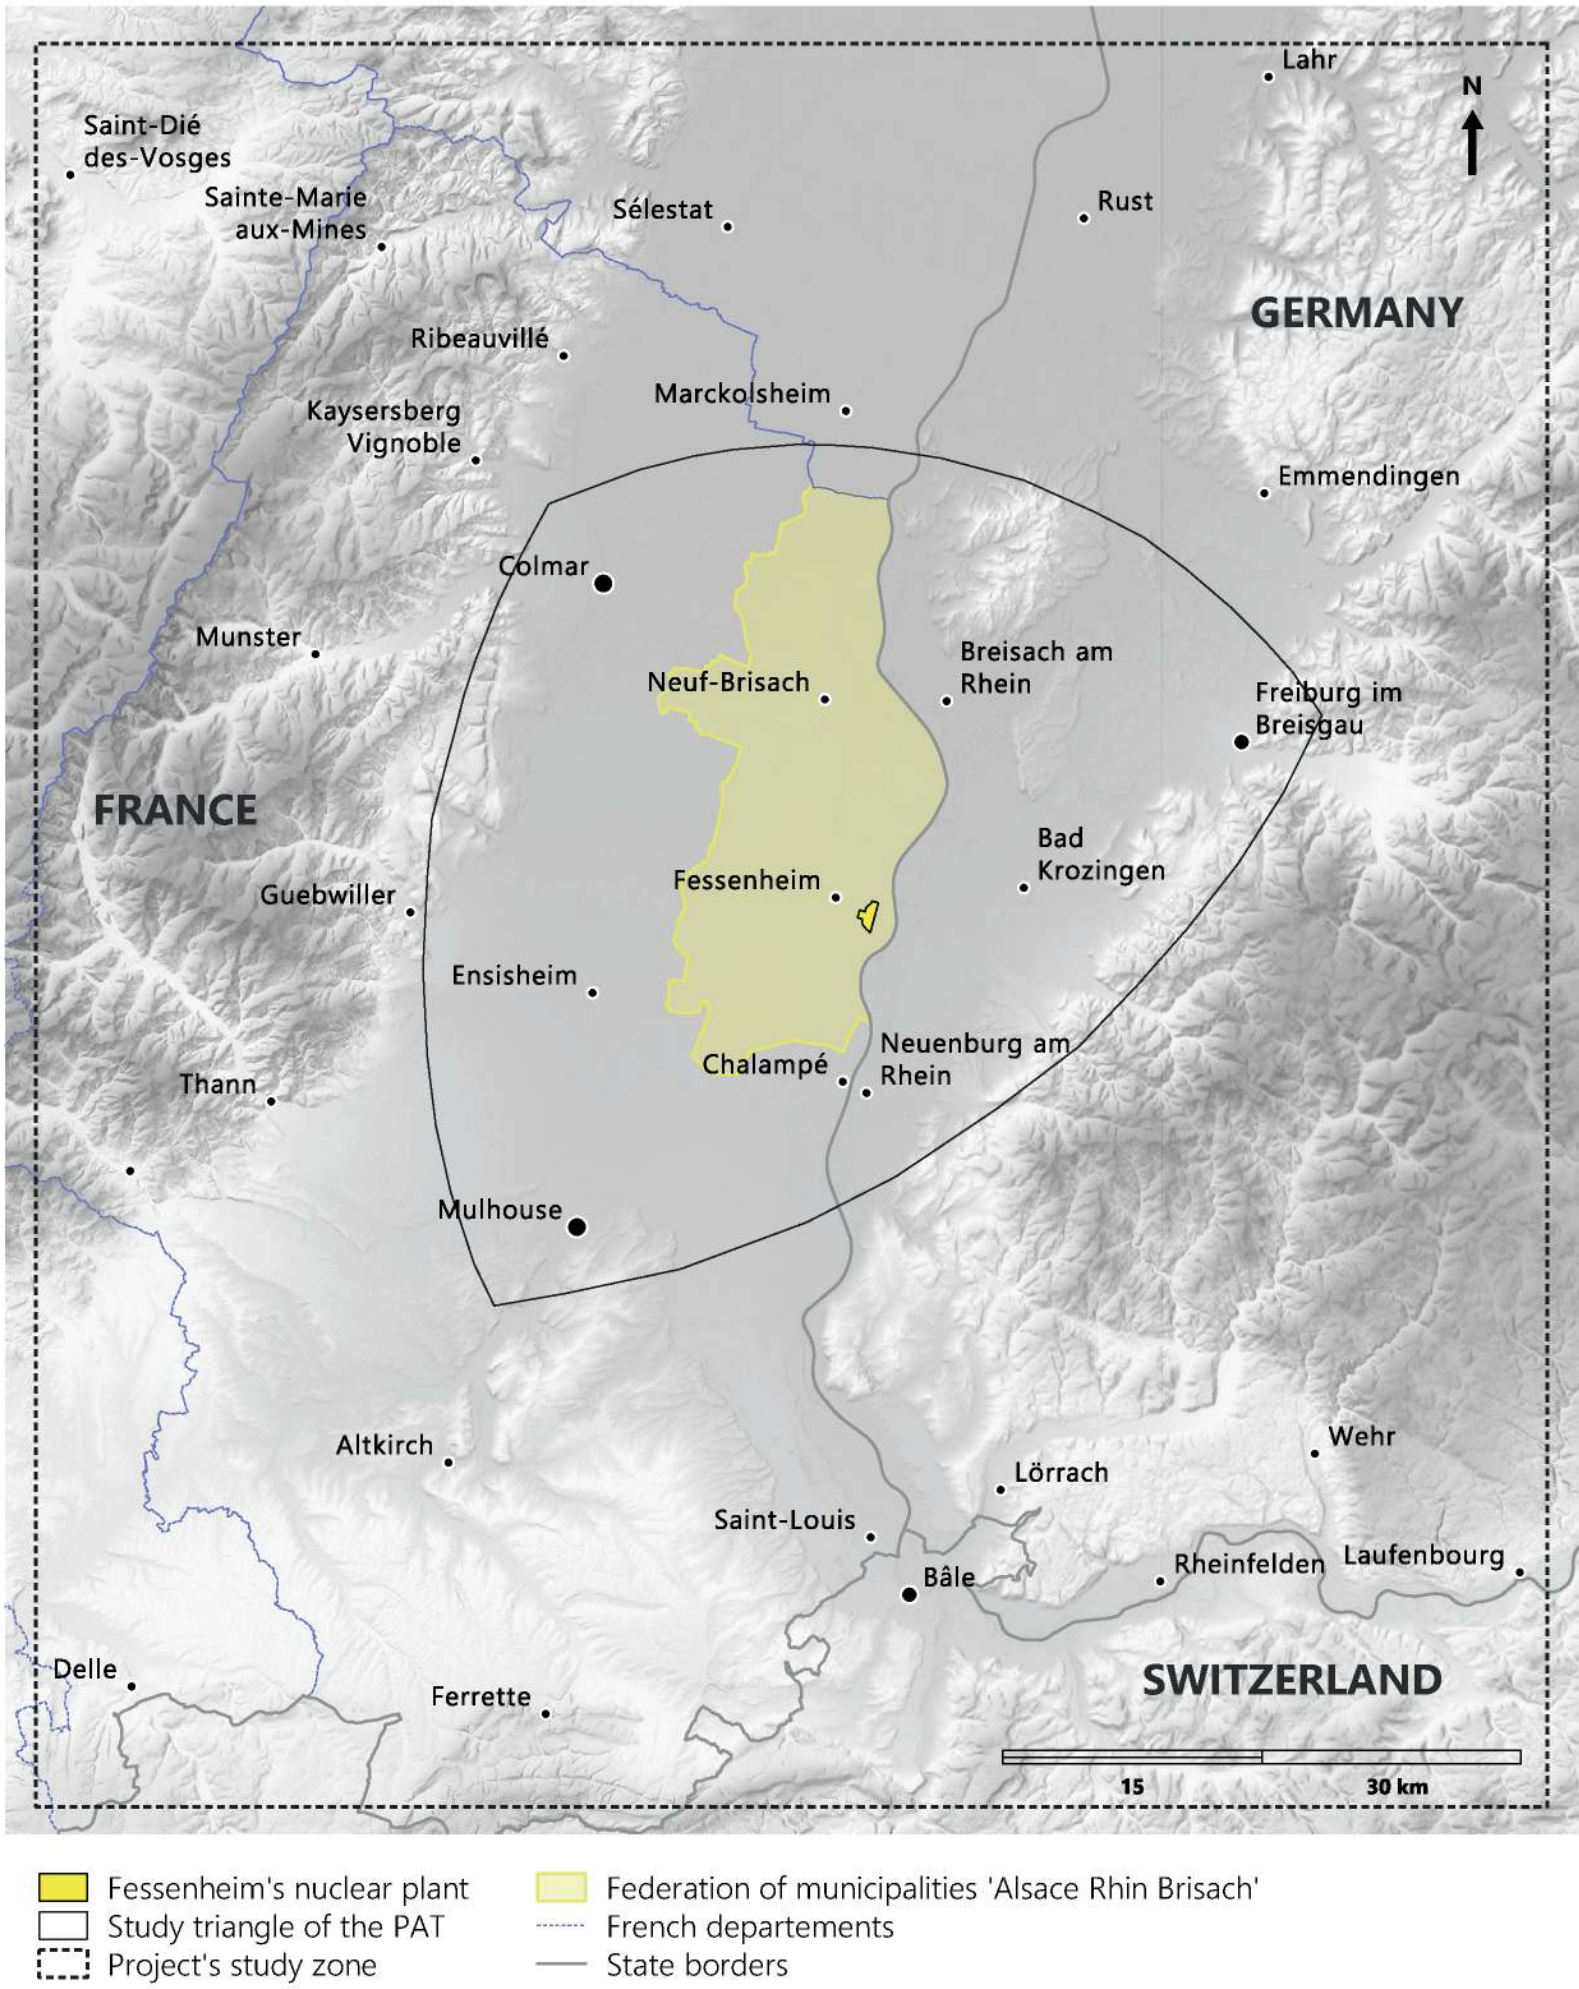 Lahr
N
Saint-Dié
des-Vosges
Sainte-Marie
aux-Mines
Sélestat
Rust
GERMANY
Ribeauvillé
Marckolsheim
Kaysersberg
Vignoble
Emmendingen
Colmar
Munster
Neuf-Brisach
Breisach am
Rhein
Freiburg im
Breisgau
FRANCE
Bad
Krozingen
Fessenheim
Guebwiller
Ensisheim
Neuenburg am
Rhein
Chalampé
Thann
Mulhouse
Altkirch
Wehr
Lörrach
Saint-Louis
Bâle
Rheinfelden
Laufenbourg
Delle
Ferrette
SWITZERLAND
15 30 km
Fessenheim's nuclear plant
Study triangle of the PAT
Project's study zone
Federation of municipalities 'Alsace Rhin Brisach'
French departements
State borders